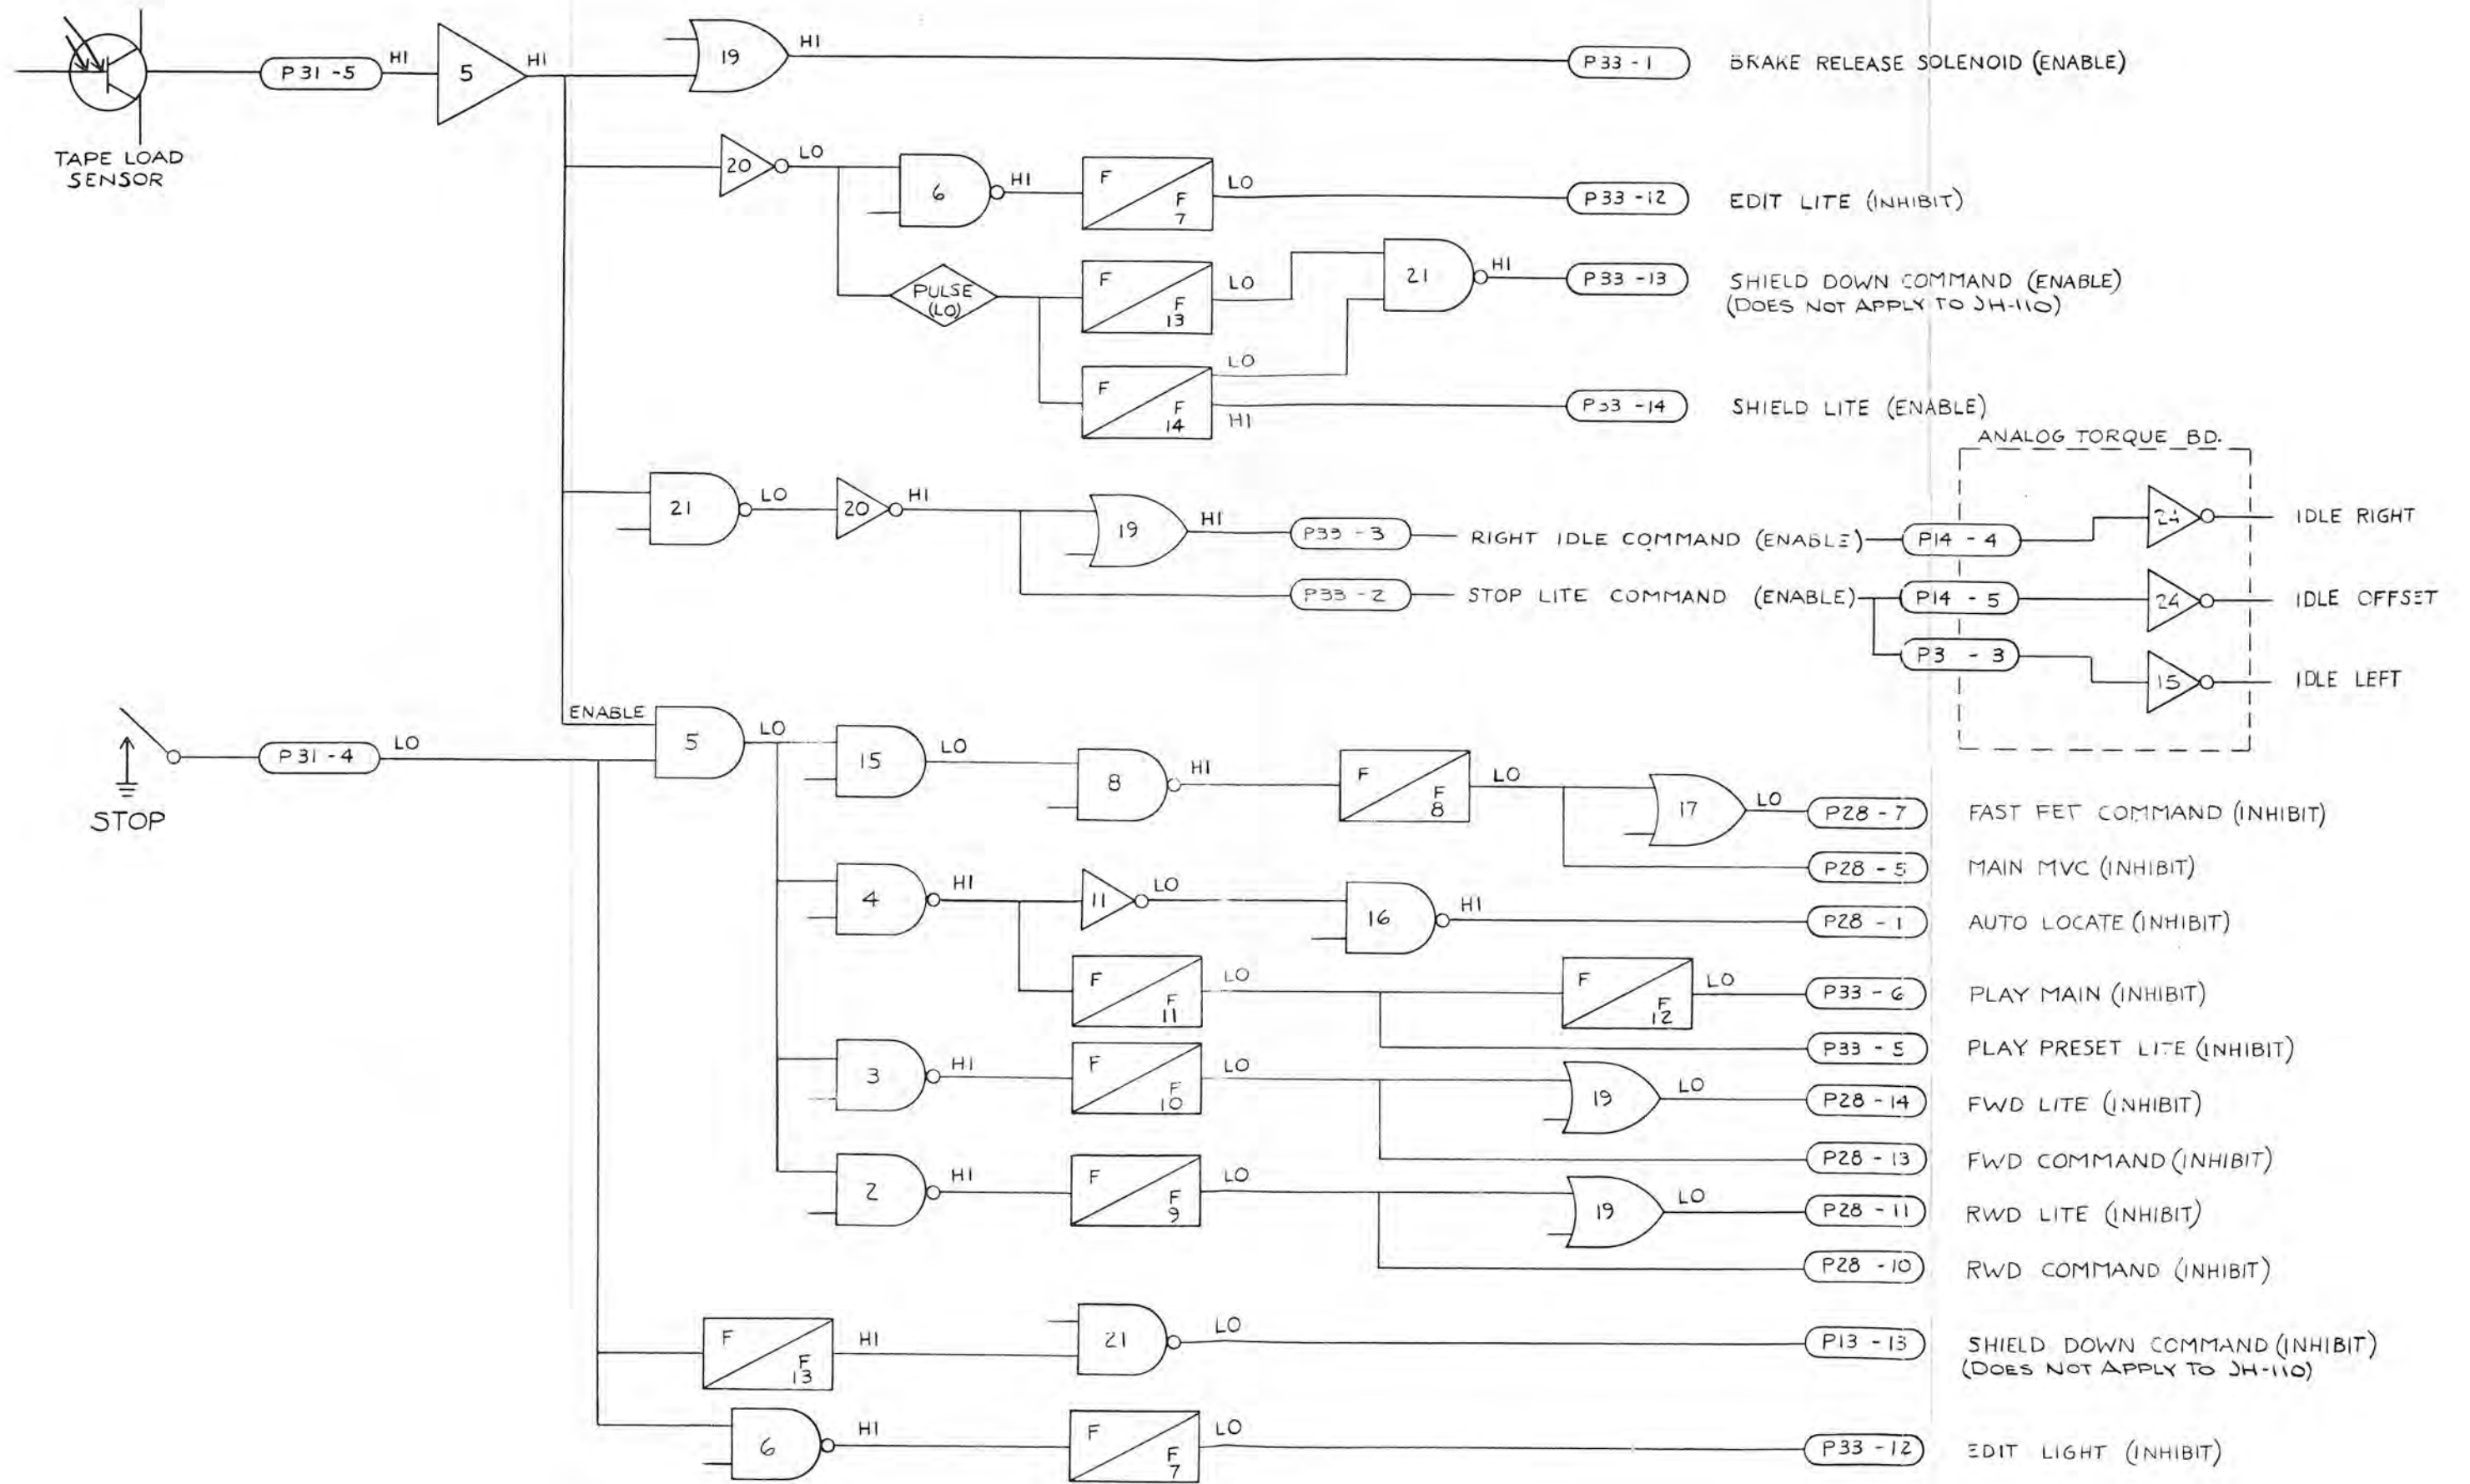 HI
19
HI
P31-5
HI
5
P33-1
BRAKE RELEASE SOLENOID (ENABLE)
TAPE LOAD
SENSOR
20
LO
6
HI
F
F
7
LO
P33-12
EDIT LITE (INHIBIT)
PULSE
(LO)
F
F
13
LO
21
HI
P33-13
SHIELD DOWN COMMAND (ENABLE)
(DOES NOT APPLY TO JH-110)
F
F
14
LO
HI
P33-14
SHIELD LITE (ENABLE)
ANALOG TORQUE BD.
21
LO
20
HI
19
HI
P33-3
RIGHT IDLE COMMAND (ENABLE)
P14-4
24
IDLE RIGHT
P33-2
STOP LITE COMMAND (ENABLE)
P14-5
24
IDLE OFFSET
P3-3
15
IDLE LEFT
STOP
P31-4
LO
ENABLE
5
LO
15
LO
8
HI
F
F
8
LO
17
LO
P28-7
FAST FET COMMAND (INHIBIT)
P28-5
MAIN MVC (INHIBIT)
4
HI
11
LO
16
HI
P28-1
AUTO LOCATE (INHIBIT)
F
F
11
LO
F
F
12
LO
P33-6
PLAY MAIN (INHIBIT)
P33-5
PLAY PRESET LITE (INHIBIT)
3
HI
F
F
10
LO
19
LO
P28-14
FWD LITE (INHIBIT)
P28-13
FWD COMMAND (INHIBIT)
2
HI
F
F
9
LO
19
LO
P28-11
RWD LITE (INHIBIT)
P28-10
RWD COMMAND (INHIBIT)
F
F
13
HI
21
LO
P13-13
SHIELD DOWN COMMAND (INHIBIT)
(DOES NOT APPLY TO JH-110)
6
HI
F
F
7
LO
P33-12
EDIT LIGHT (INHIBIT)